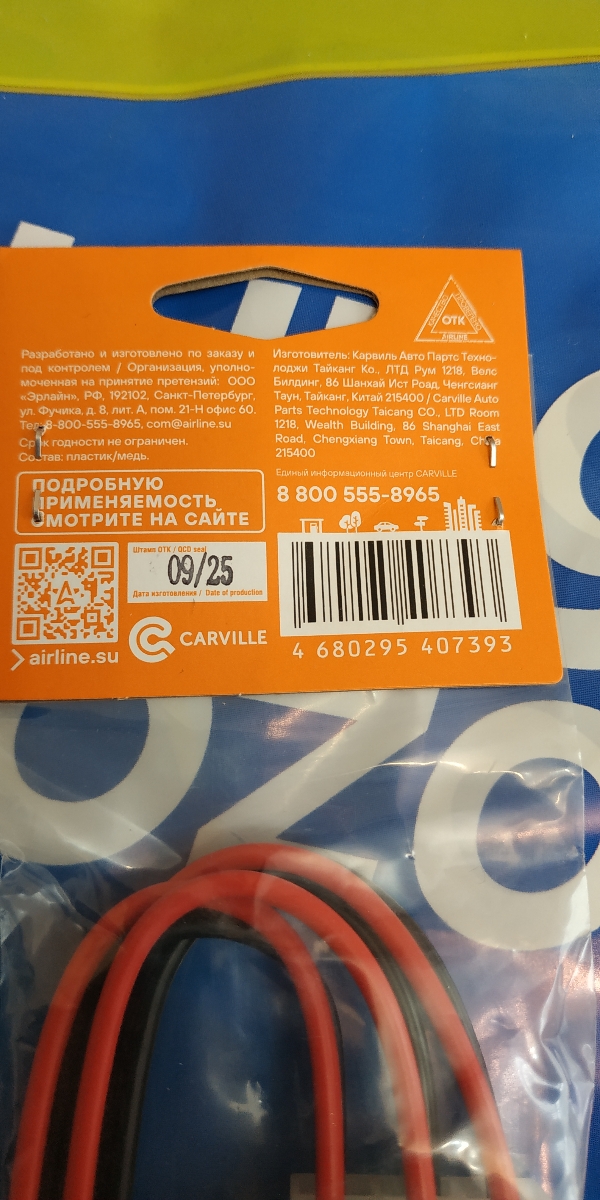 ОТК
AIRLINE
Разработано и изготовлено по заказу и
под контролем / Организация, уполно-
моченная на принятие претензий: ООО
«Эрлайн», РФ, 192102, Санкт-Петербург,
ул. Фучика, д. 8, лит. А, пом. 21-Н офис 60.
8-800-555-8965, com@airline.su
Срок годности не ограничен.
Состав: пластик/медь.
ПОДРОБНУЮ
ПРИМЕНЯЕМОСТЬ
СМОТРИТЕ НА САЙТЕ
Изготовитель: Карвиль Авто Партс Техно-
лоджи Тайканг Ко., ЛТД Рум 1218, Велс
Билдинг, 86 Шанхай Ист Роад, Ченгсианг
Таун, Тайканг, Китай 215400 / Carville Auto
Parts Technology Taicang CO., LTD Room
1218, Wealth Building, 86 Shanghai East
Road, Chengxiang Town, Taicang, China
215400
Единый информационный центр CARVILLE
8 800 555-8965
Штамп ОТК / QCD seal
09/25
Дата изготовления / Date of production
airline.su
CARVILLE
4 680295 407393